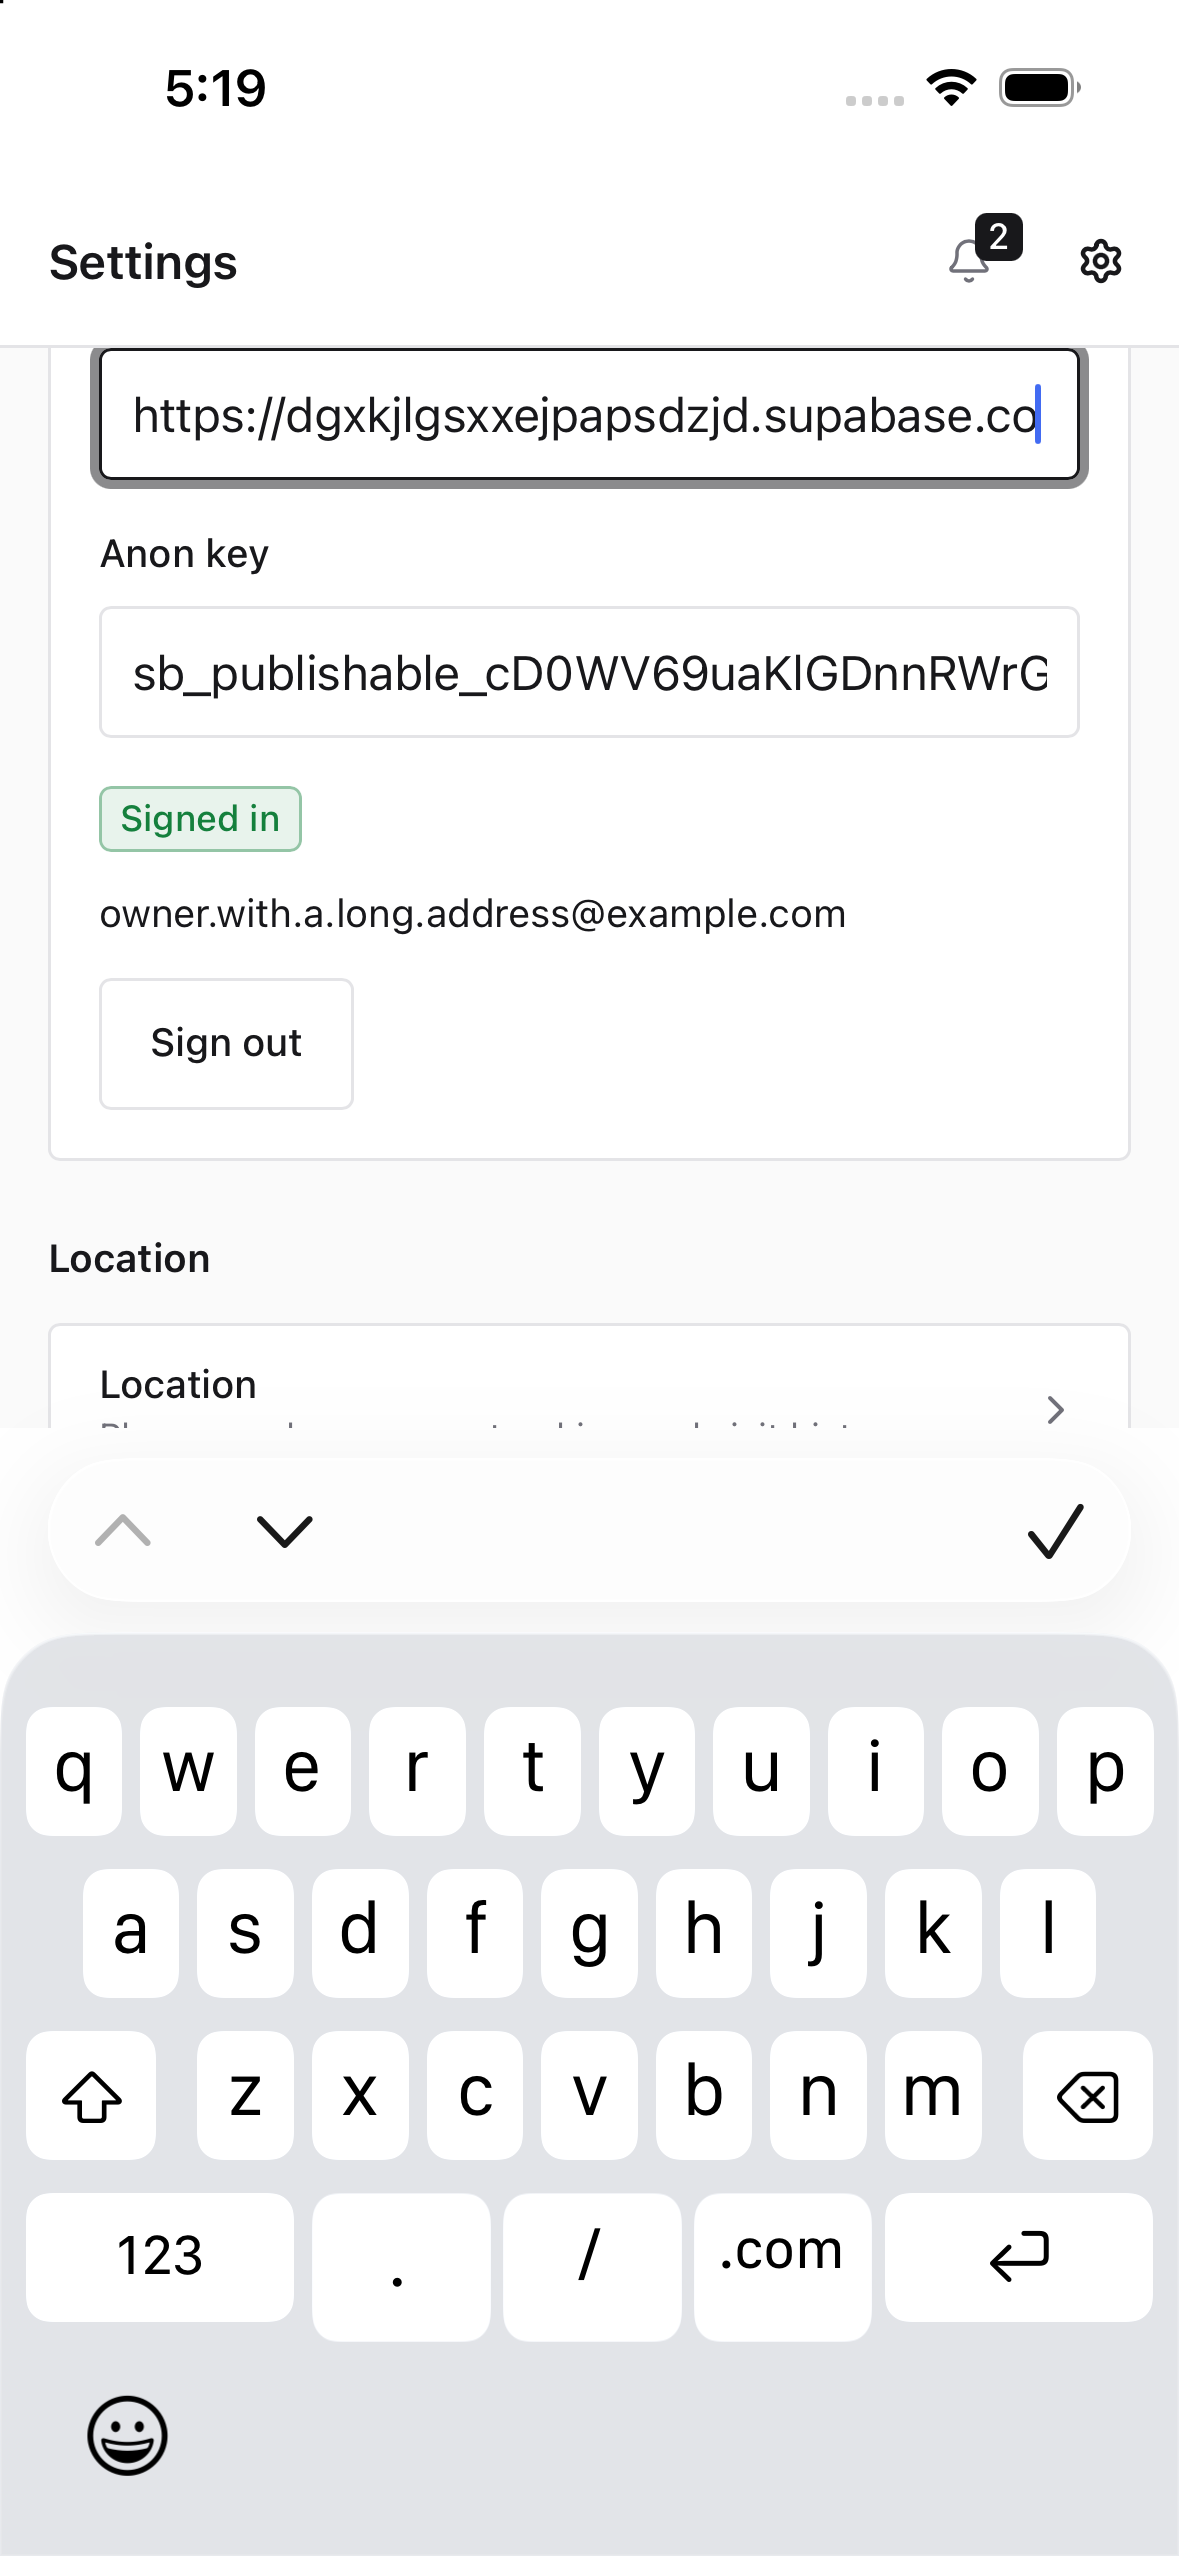 5:19
Settings
2
https://dgxkjlgsxxejpapsdzjd.supabase.co
Anon key
sb_publishable_cD0WV69uaKlGDnnRWrG
Signed in
owner.with.a.long.address@example.com
Sign out
Location
Location
q w e r t y u i o p
a s d f g h j k l
z x c v b n m
123 . / .com